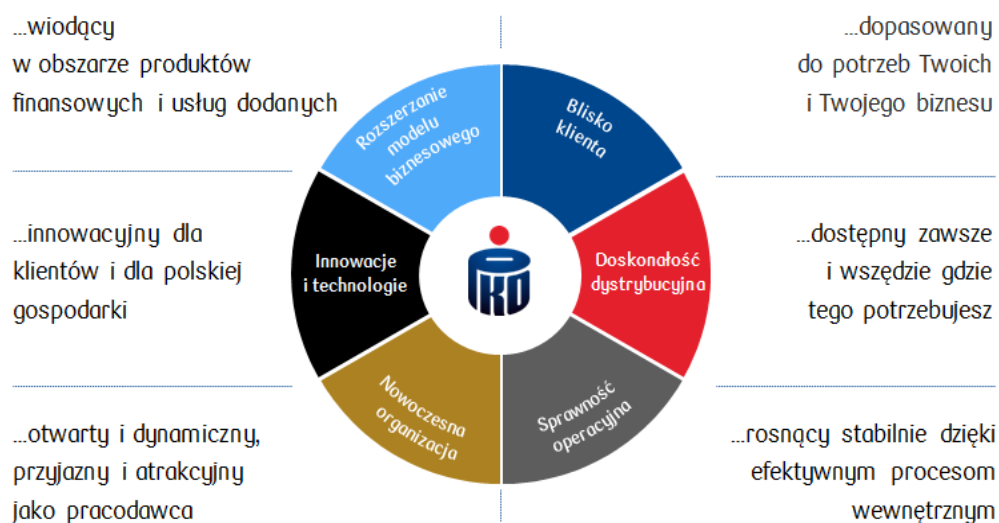 ...wiodący
w obszarze produktów
finansowych i usług dodanych
...dopasowany
do potrzeb Twoich
i Twojego biznesu
Rozszerzanie
modelu
biznesowego
Blisko
klienta
...innowacyjny dla
klientów i dla polskiej
gospodarki
Innowacje
i technologie
PKO
Doskonałość
dystrybucyjna
...dostępny zawsze
i wszędzie gdzie
tego potrzebujesz
Nowoczesna
organizacja
Sprawność
operacyjna
...otwarty i dynamiczny,
przyjazny i atrakcyjny
jako pracodawca
...rosnący stabilnie dzięki
efektywnym procesom
wewnętrznym